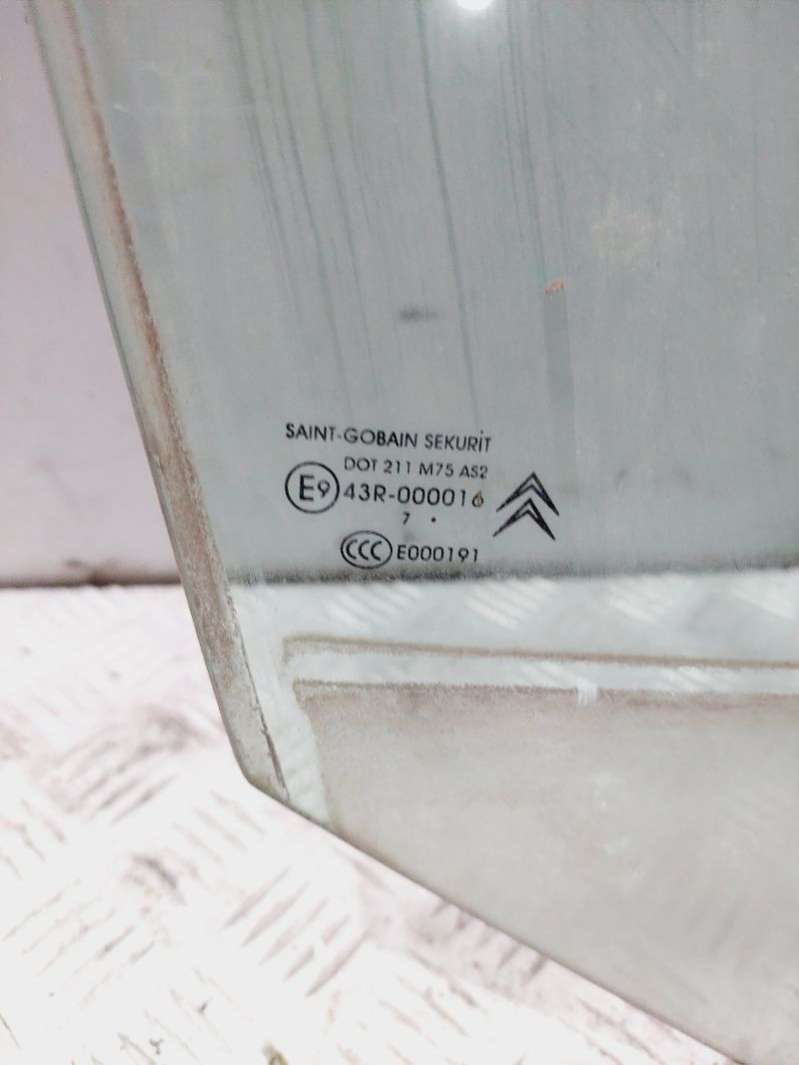 SAINT-GOBAIN SEKURIT
DOT 211 M75 AS2
E9 43R-000016
7 .
CCC E000191